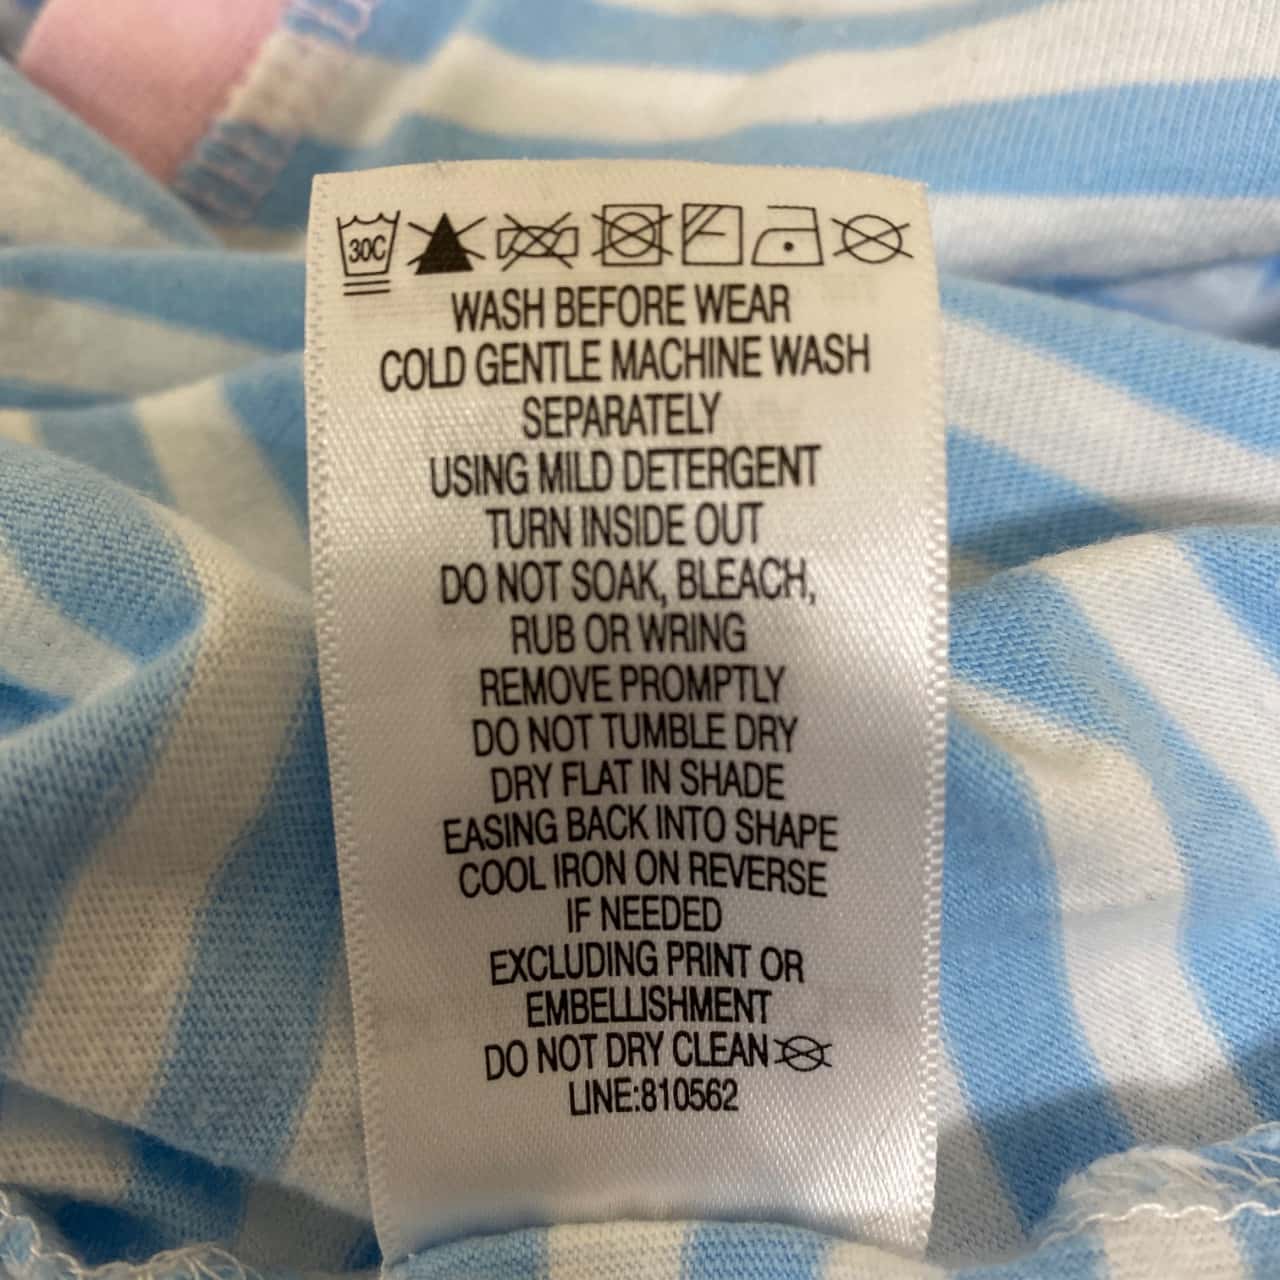 30C
WASH BEFORE WEAR
COLD GENTLE MACHINE WASH
SEPARATELY
USING MILD DETERGENT
TURN INSIDE OUT
DO NOT SOAK, BLEACH,
RUB OR WRING
REMOVE PROMPTLY
DO NOT TUMBLE DRY
DRY FLAT IN SHADE
EASING BACK INTO SHAPE
COOL IRON ON REVERSE
IF NEEDED
EXCLUDING PRINT OR
EMBELLISHMENT
DO NOT DRY CLEAN
LINE:810562